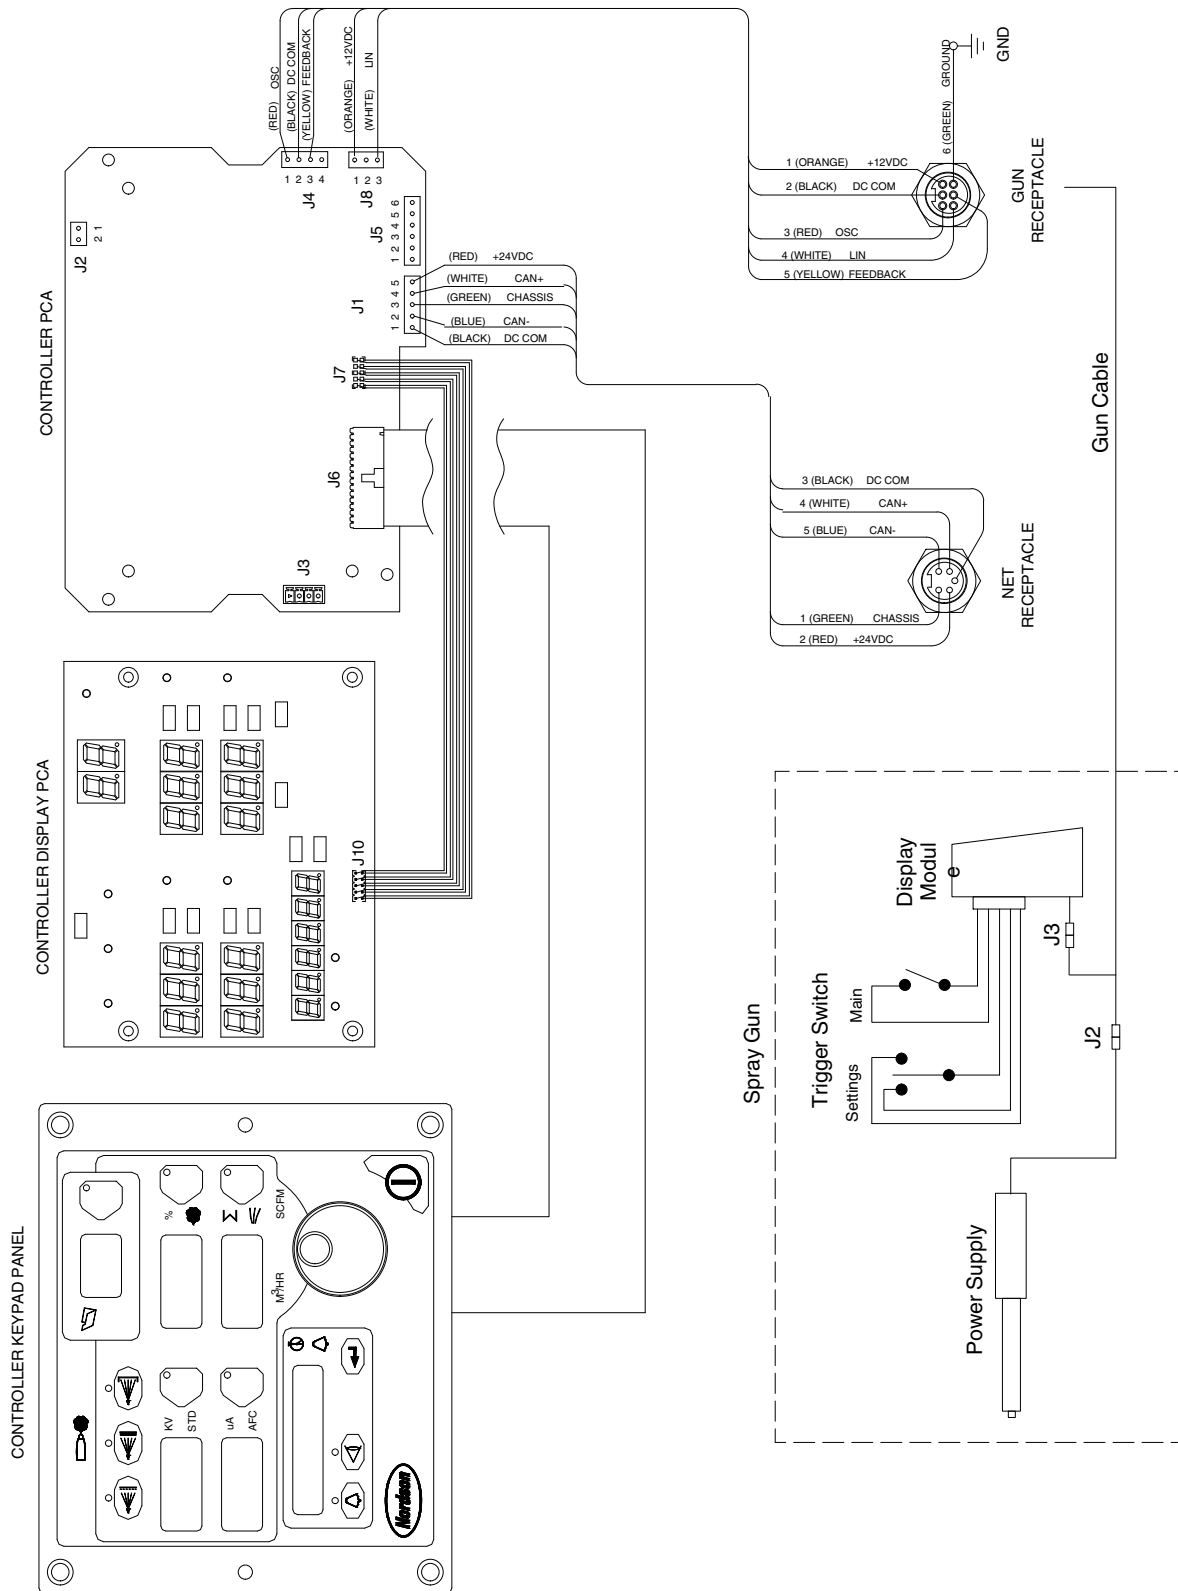 CONTROLLER PCA
J2
2 1
(RED) OSC
(BLACK) DC COM
(YELLOW) FEEDBACK
(ORANGE) +12VDC
(WHITE) LIN
1 2 3 4
J4
1 2 3
J8
1 2 3 4 5 6
J5
1 2 3 4 5
J1
J7
J6
J3
(RED) +24VDC
(WHITE) CAN+
(GREEN) CHASSIS
(BLUE) CAN-
(BLACK) DC COM
6 (GREEN) GROUND
GND
1 (ORANGE) +12VDC
2 (BLACK) DC COM
3 (RED) OSC
4 (WHITE) LIN
5 (YELLOW) FEEDBACK
GUN
RECEPTACLE
Gun Cable
3 (BLACK) DC COM
4 (WHITE) CAN+
5 (BLUE) CAN-
1 (GREEN) CHASSIS
2 (RED) +24VDC
NET
RECEPTACLE
CONTROLLER DISPLAY PCA
J10
CONTROLLER KEYPAD PANEL
%
SCFM
M3/HR
KV
STD
uA
AFC
Nordson
Spray Gun
Trigger Switch
Main
Settings
Display
Modul
e
J3
J2
Power Supply